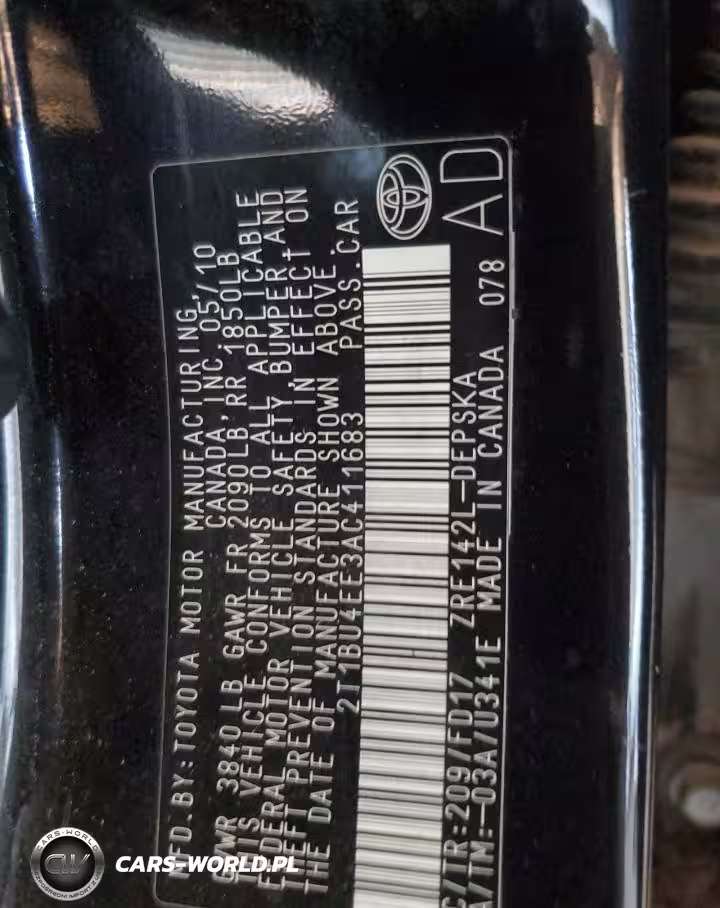 MFD.BY:TOYOTA MOTOR MANUFACTURING
CANADA, INC. 05/10
GVWR 3840 LB GAWR FR 2090LB RR 1850LB
THIS VEHICLE CONFORMS TO ALL APPLICABLE
FEDERAL MOTOR VEHICLE SAFETY, BUMPER AND
THEFT PREVENTION STANDARDS IN EFFECT ON
THE DATE OF MANUFACTURE SHOWN ABOVE.
2T1BU4EE3AC411683 PASS.CAR
C/TR:209/FD17 ZRE142L-DEPSKA
A/TM:-03A/U341E MADE IN CANADA 078
AD
CARS-WORLD
CW
CARS-WORLD.PL